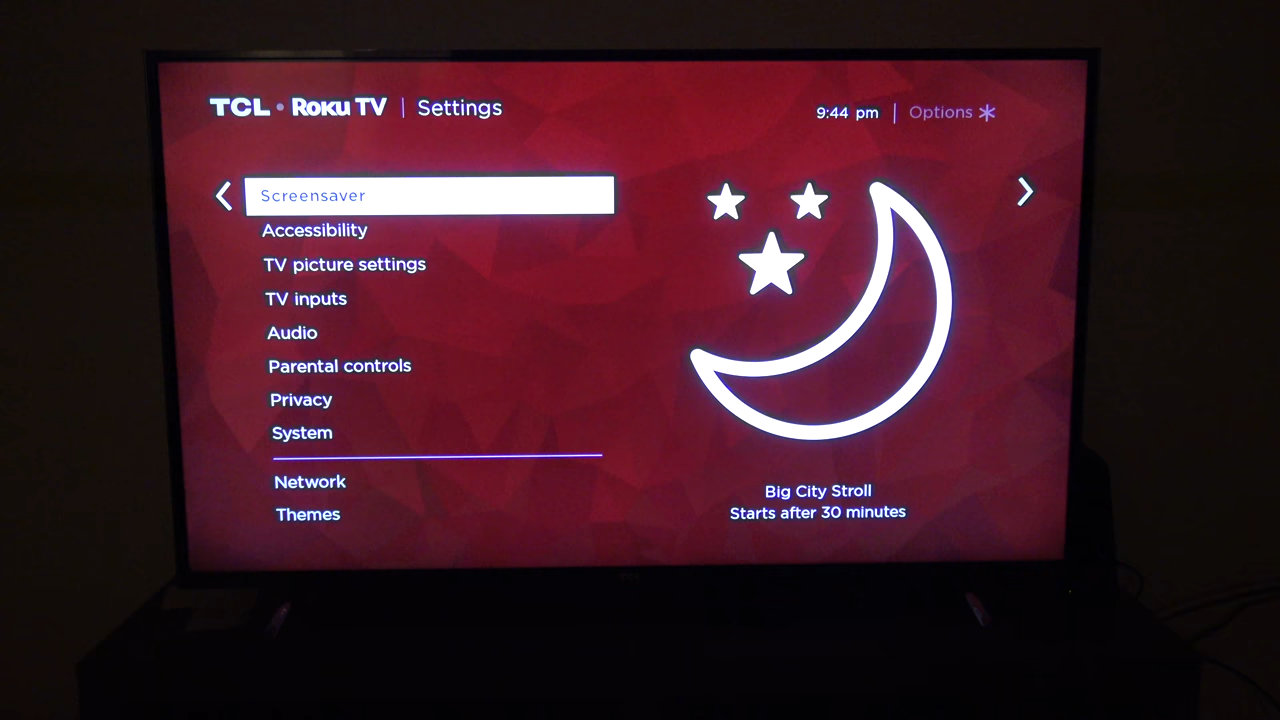 TCL • Roku TV | Settings
9:44 pm | Options
Screensaver
Accessibility
TV picture settings
TV inputs
Audio
Parental controls
Privacy
System
Network
Themes
Big City Stroll
Starts after 30 minutes